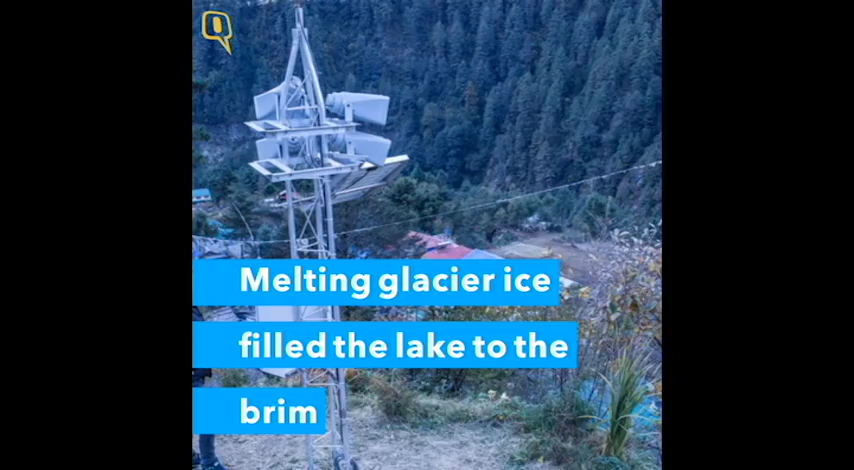 Melting glacier ice
filled the lake to the
brim